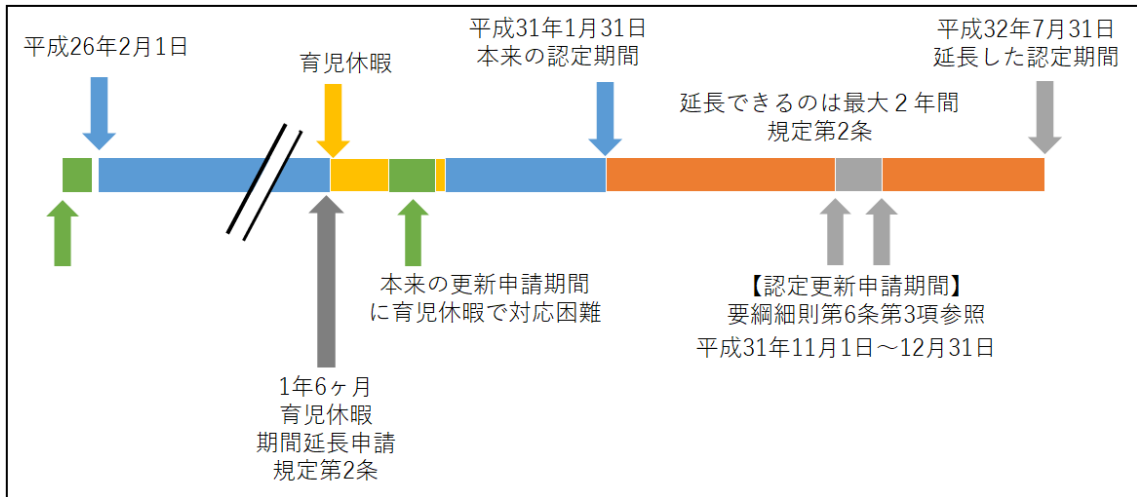 平成26年2月1日
育児休暇
平成31年1月31日
本来の認定期間
平成32年7月31日
延長した認定期間
延長できるのは最大２年間
規定第2条
本来の更新申請期間
に育児休暇で対応困難
【認定更新申請期間】
要綱細則第6条第3項参照
平成31年11月1日～12月31日
1年6ヶ月
育児休暇
期間延長申請
規定第2条